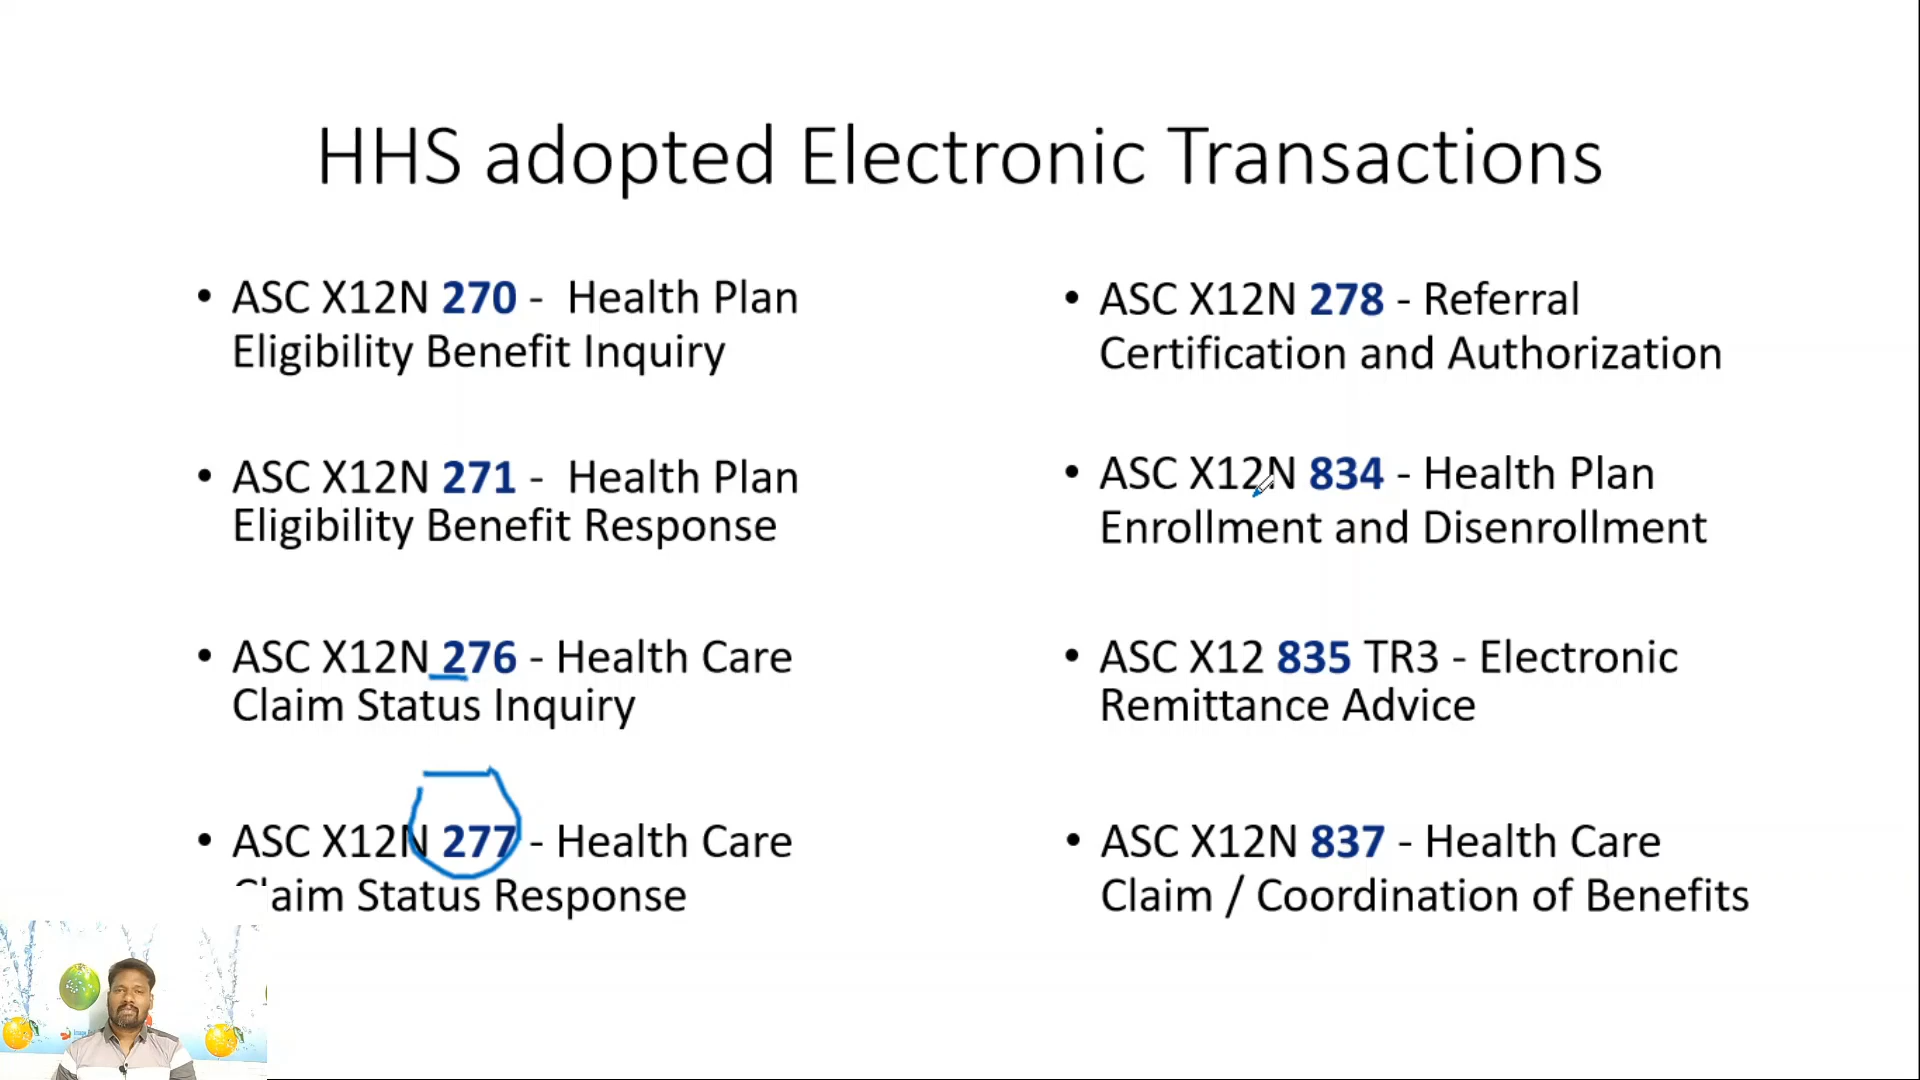 HHS adopted Electronic Transactions
• ASC X12N 270 - Health Plan
Eligibility Benefit Inquiry
• ASC X12N 271 - Health Plan
Eligibility Benefit Response
• ASC X12N 276 - Health Care
Claim Status Inquiry
• ASC X12N 277 - Health Care
Claim Status Response
• ASC X12N 278 - Referral
Certification and Authorization
• ASC X12N 834 - Health Plan
Enrollment and Disenrollment
• ASC X12 835 TR3 - Electronic
Remittance Advice
• ASC X12N 837 - Health Care
Claim / Coordination of Benefits